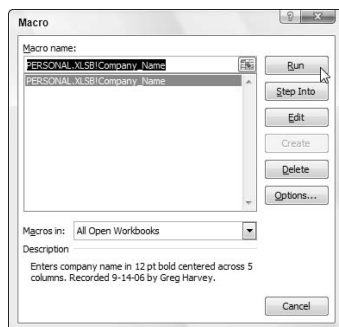 Macro
Macro name:
PERSONAL.XLSB!Company_Name
PERSONAL.XLSB!Company_Name
Run
Step Into
Edit
Create
Delete
Options...
Macros in: All Open Workbooks
Description
Enters company name in 12 pt bold centered across 5
columns. Recorded 9-14-06 by Greg Harvey.
Cancel